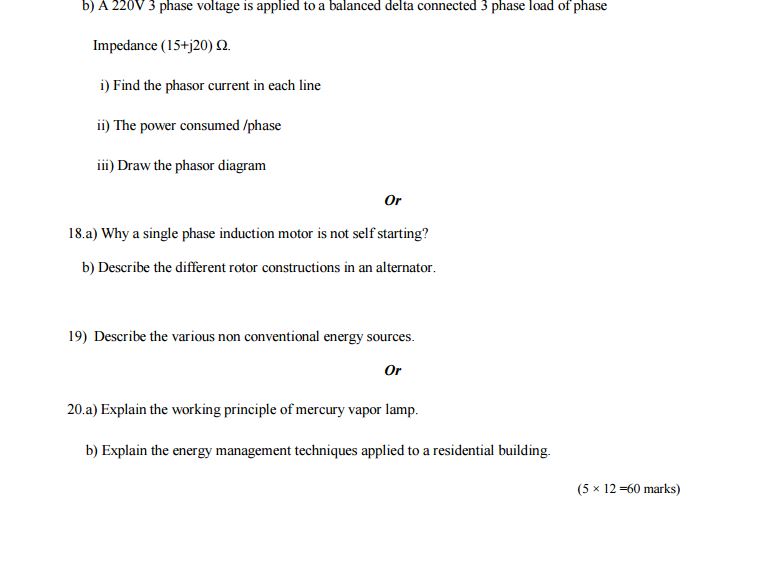 b) A 220V 3 phase voltage is applied to a balanced delta connected 3 phase load of phase
Impedance (15+j20) Ω.
i) Find the phasor current in each line
ii) The power consumed /phase
iii) Draw the phasor diagram
Or
18.a) Why a single phase induction motor is not self starting?
b) Describe the different rotor constructions in an alternator.
19) Describe the various non conventional energy sources.
Or
20.a) Explain the working principle of mercury vapor lamp.
b) Explain the energy management techniques applied to a residential building.
(5 × 12 =60 marks)